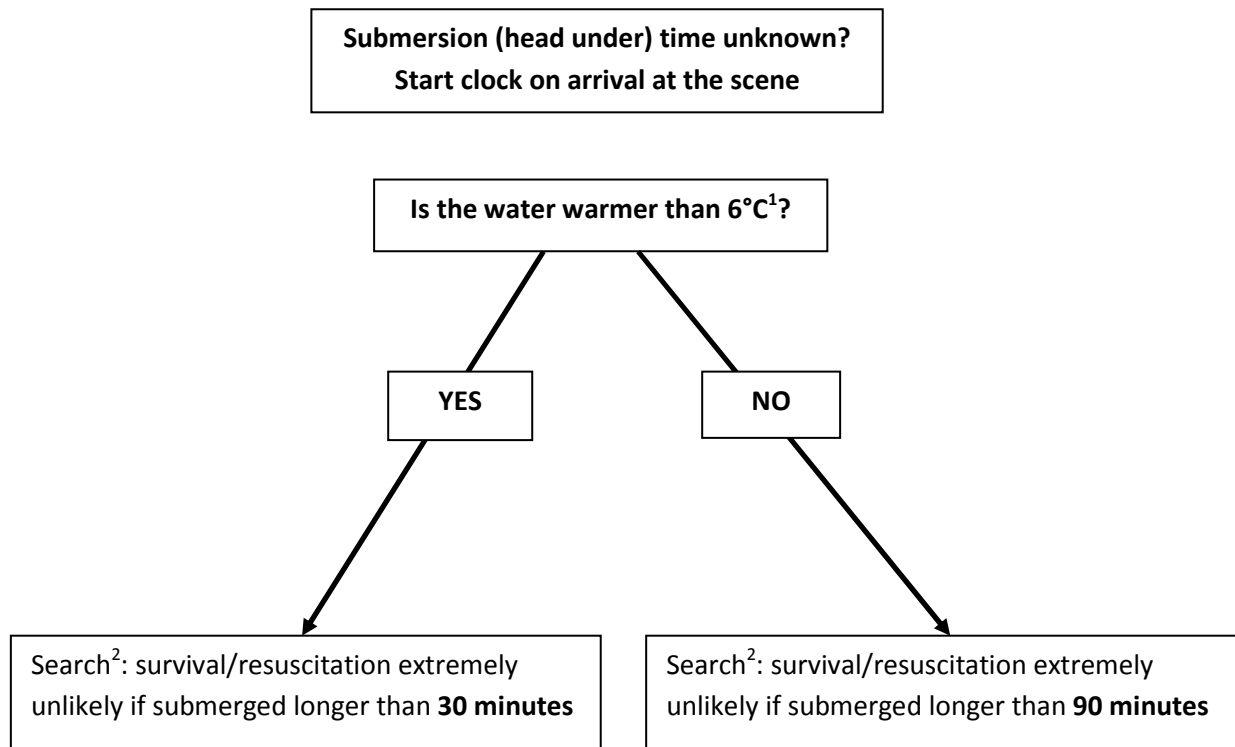 Submersion (head under) time unknown?
Start clock on arrival at the scene
Is the water warmer than 6°C¹?
YES
NO
Search²: survival/resuscitation extremely
unlikely if submerged longer than 30 minutes
Search²: survival/resuscitation extremely
unlikely if submerged longer than 90 minutes